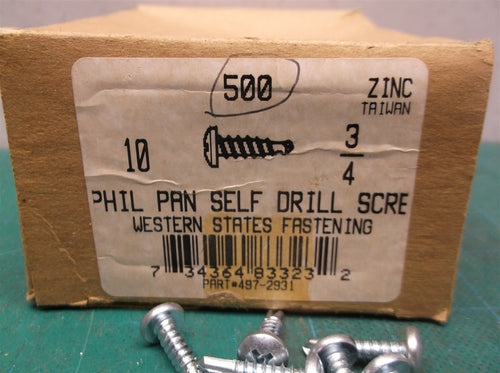 500
ZINC
TAIWAN
10
3/4
PHIL PAN SELF DRILL SCRE
WESTERN STATES FASTENING
7 34364 83323 2
PART#497-2931